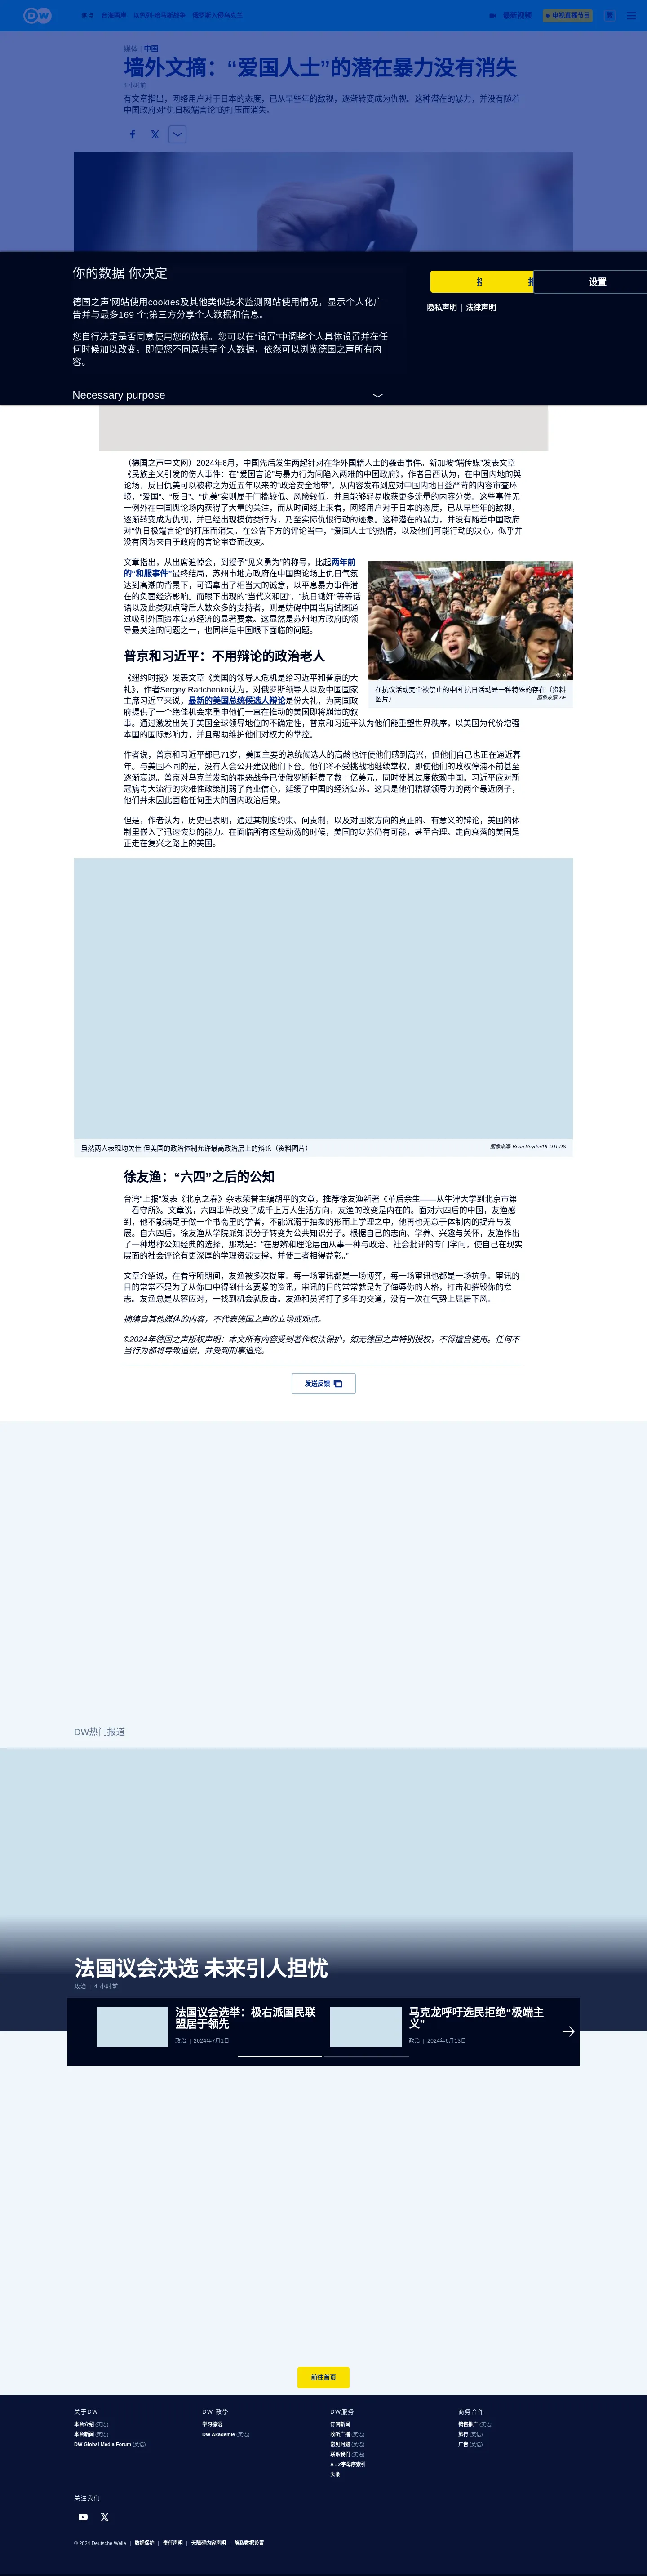 DW
焦点
台海两岸
以色列-哈马斯战争
俄罗斯入侵乌克兰
最新视频
电视直播节目
媒体 | 中国
墙外文摘：“爱国人士”的潜在暴力没有消失
4 小时前
有文章指出，网络用户对于日本的态度，已从早些年的敌视，逐渐转变成为仇视。这种潜在的暴力，并没有随着
中国政府对“仇日极端言论”的打压而消失。
你的数据 你决定
德国之声'网站使用cookies及其他类似技术监测网站使用情况，显示个人化广
告并与最多169 个;第三方分享个人数据和信息。
您自行决定是否同意使用您的数据。您可以在“设置”中调整个人具体设置并在任
何时候加以改变。即便您不同意共享个人数据，依然可以浏览德国之声所有内
容。
Necessary purpose
设置
隐私声明 | 法律声明
（德国之声中文网）2024年6月，中国先后发生两起针对在华外国籍人士的袭击事件。新加坡“端传媒”发表文章
《民族主义引发的伤人事件：在“爱国言论”与暴力行为间陷入两难的中国政府》，作者昌西认为，在中国内地的舆
论场，反日仇美可以被称之为近五年以来的“政治安全地带”，从内容发布到应对中国内地日益严苛的内容审查环
境，“爱国”、“反日”、“仇美”实则属于门槛较低、风险较低，并且能够轻易收获更多流量的内容分类。这些事件无
一例外在中国舆论场内获得了大量的关注，而从时间线上来看，网络用户对于日本的态度，已从早些年的敌视，
逐渐转变成为仇视，并已经出现模仿类行为，乃至实际仇恨行动的迹象。这种潜在的暴力，并没有随着中国政府
对“仇日极端言论”的打压而消失。在公告下方的评论当中，“爱国人士”的热情，以及他们可能行动的决心，似乎并
没有因为来自于政府的言论审查而改变。
文章指出，从出席追悼会，到授予“见义勇为”的称号，比起两年前
的“和服事件”最终结局，苏州市地方政府在中国舆论场上仇日气氛
达到高潮的背景下，可谓拿出了相当大的诚意，以平息暴力事件潜
在的负面经济影响。而眼下出现的“当代义和团”、“抗日锄奸”等等话
语以及此类观点背后人数众多的支持者，则是妨碍中国当局试图通
过吸引外国资本复苏经济的显著要素。这显然是苏州地方政府的领
导最关注的问题之一，也同样是中国眼下面临的问题。
在抗议活动完全被禁止的中国 抗日活动是一种特殊的存在（资料
图片）
图像来源: AP
普京和习近平：不用辩论的政治老人
《纽约时报》发表文章《美国的领导人危机是给习近平和普京的大
礼》，作者Sergey Radchenko认为，对俄罗斯领导人以及中国国家
主席习近平来说，最新的美国总统候选人辩论是份大礼，为两国政
府提供了一个绝佳机会来重申他们一直在推动的美国即将崩溃的叙
事。通过激发出关于美国全球领导地位的不确定性，普京和习近平认为他们能重塑世界秩序，以美国为代价增强
本国的国际影响力，并且帮助维护他们对权力的掌控。
作者说，普京和习近平都已71岁，美国主要的总统候选人的高龄也许使他们感到高兴，但他们自己也正在逼近暮
年。与美国不同的是，没有人会公开建议他们下台。他们将不受挑战地继续掌权，即使他们的政权停滞不前甚至
逐渐衰退。普京对乌克兰发动的罪恶战争已使俄罗斯耗费了数十亿美元，同时使其过度依赖中国。习近平应对新
冠病毒大流行的灾难性政策削弱了商业信心，延缓了中国的经济复苏。这只是他们糟糕领导力的两个最近例子，
他们并未因此面临任何重大的国内政治后果。
但是，作者认为，历史已表明，通过其制度约束、问责制，以及对国家方向的真正的、有意义的辩论，美国的体
制里嵌入了迅速恢复的能力。在面临所有这些动荡的时候，美国的复苏仍有可能，甚至合理。走向衰落的美国是
正走在复兴之路上的美国。
虽然两人表现均欠佳 但美国的政治体制允许最高政治层上的辩论（资料图片）
图像来源: Brian Snyder/REUTERS
徐友渔：“六四”之后的公知
台湾“上报”发表《北京之春》杂志荣誉主编胡平的文章，推荐徐友渔新著《革后余生——从牛津大学到北京市第
一看守所》。文章说，六四事件改变了成千上万人生活方向，友渔的改变是内在的。面对六四后的中国，友渔感
到，他不能满足于做一个书斋里的学者，不能沉溺于抽象的形而上学理之中，他再也无意于体制内的提升与发
展。自六四后，徐友渔从学院派知识分子转变为公共知识分子。根据自己的志向、学养、兴趣与关怀，友渔作出
了一种堪称公知经典的选择，那就是：“在思辨和理论层面从事一种与政治、社会批评的专门学问，使自己在现实
层面的社会评论有更深厚的学理资源支撑，并使二者相得益彰。”
文章介绍说，在看守所期间，友渔被多次提审。每一场审讯都是一场博弈，每一场审讯也都是一场抗争。审讯的
目的常常不是为了从你口中得到什么要紧的资讯，审讯的目的常常就是为了侮辱你的人格，打击和摧毁你的意
志。友渔总是从容应对，一找到机会就反击。友渔和员警打了多年的交道，没有一次在气势上屈居下风。
摘编自其他媒体的内容，不代表德国之声的立场或观点。
©2024年德国之声版权声明：本文所有内容受到著作权法保护，如无德国之声特别授权，不得擅自使用。任何不
当行为都将导致追偿，并受到刑事追究。
发送反馈
DW热门报道
法国议会决选 未来引人担忧
政治 | 4 小时前
法国议会选举：极右派国民联
盟居于领先
政治 | 2024年7月1日
马克龙呼吁选民拒绝“极端主
义”
政治 | 2024年6月13日
前往首页
关于DW
本台介绍 (英语)
本台新闻 (英语)
DW Global Media Forum (英语)
DW 教學
学习德语
DW Akademie (英语)
DW服务
订阅新闻
收听广播 (英语)
常见问题 (英语)
联系我们 (英语)
A - Z字母序索引
头条
商务合作
销售推广 (英语)
旅行 (英语)
广告 (英语)
关注我们
© 2024 Deutsche Welle | 数据保护 | 责任声明 | 无障碍内容声明 | 隐私数据设置